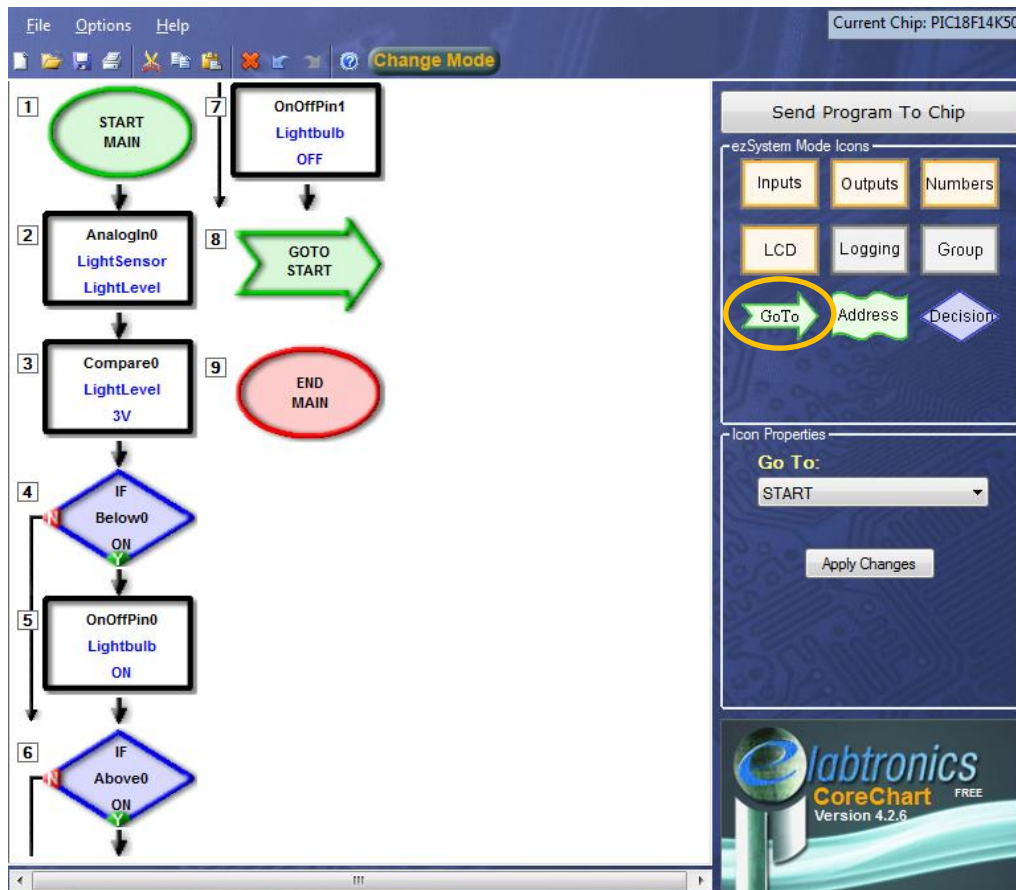 File Options Help
Current Chip: PIC18F14K50
Change Mode
1
START
MAIN
2
AnalogIn0
LightSensor
LightLevel
3
Compare0
LightLevel
3V
4
IF
Below0
ON
N
Y
5
OnOffPin0
Lightbulb
ON
6
IF
Above0
ON
N
Y
7
OnOffPin1
Lightbulb
OFF
8
GOTO
START
9
END
MAIN
Send Program To Chip
ezSystem Mode Icons
Inputs Outputs Numbers
LCD Logging Group
GoTo Address Decision
Icon Properties
Go To:
START
Apply Changes
elabtronics
CoreChart FREE
Version 4.2.6